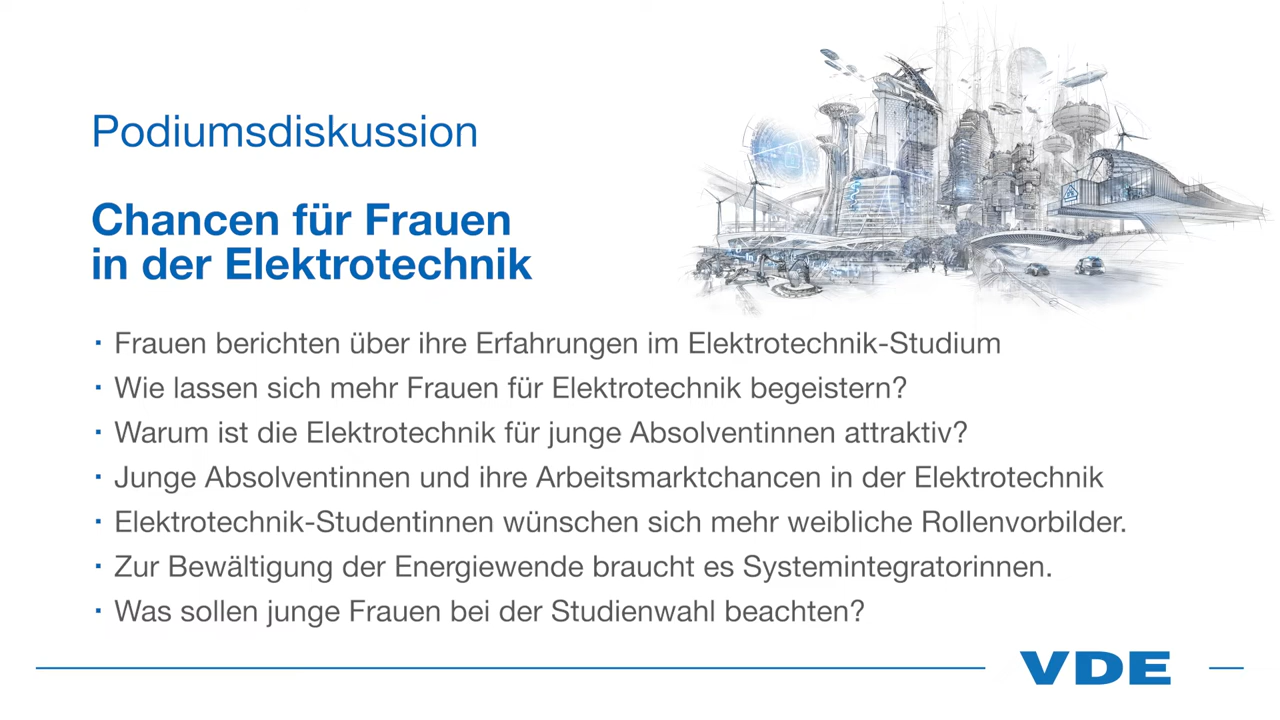 Podiumsdiskussion
Chancen für Frauen
in der Elektrotechnik
· Frauen berichten über ihre Erfahrungen im Elektrotechnik-Studium
· Wie lassen sich mehr Frauen für Elektrotechnik begeistern?
· Warum ist die Elektrotechnik für junge Absolventinnen attraktiv?
· Junge Absolventinnen und ihre Arbeitsmarktchancen in der Elektrotechnik
· Elektrotechnik-Studentinnen wünschen sich mehr weibliche Rollenvorbilder.
· Zur Bewältigung der Energiewende braucht es Systemintegratorinnen.
· Was sollen junge Frauen bei der Studienwahl beachten?
VDE